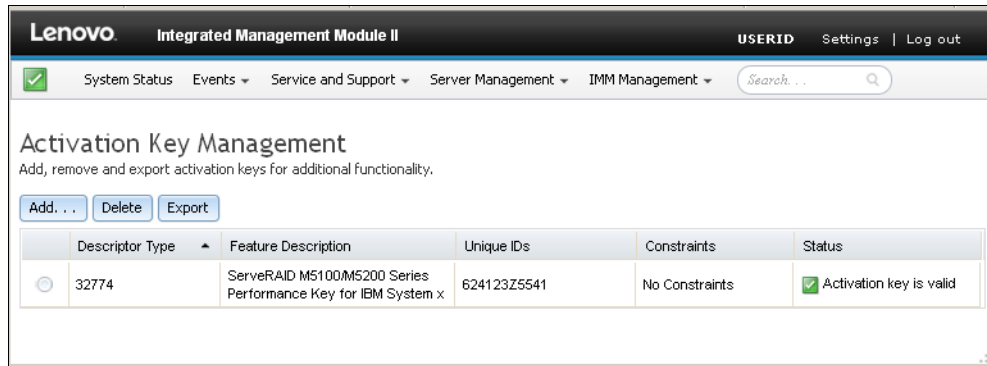 Lenovo. Integrated Management Module II USERID Settings | Log out
System Status Events Service and Support Server Management IMM Management Search. . .
Activation Key Management
Add, remove and export activation keys for additional functionality.
Add. . . Delete Export
Descriptor Type Feature Description Unique IDs Constraints Status
32774 ServeRAID M5100/M5200 Series Performance Key for IBM System x 624123Z5541 No Constraints Activation key is valid